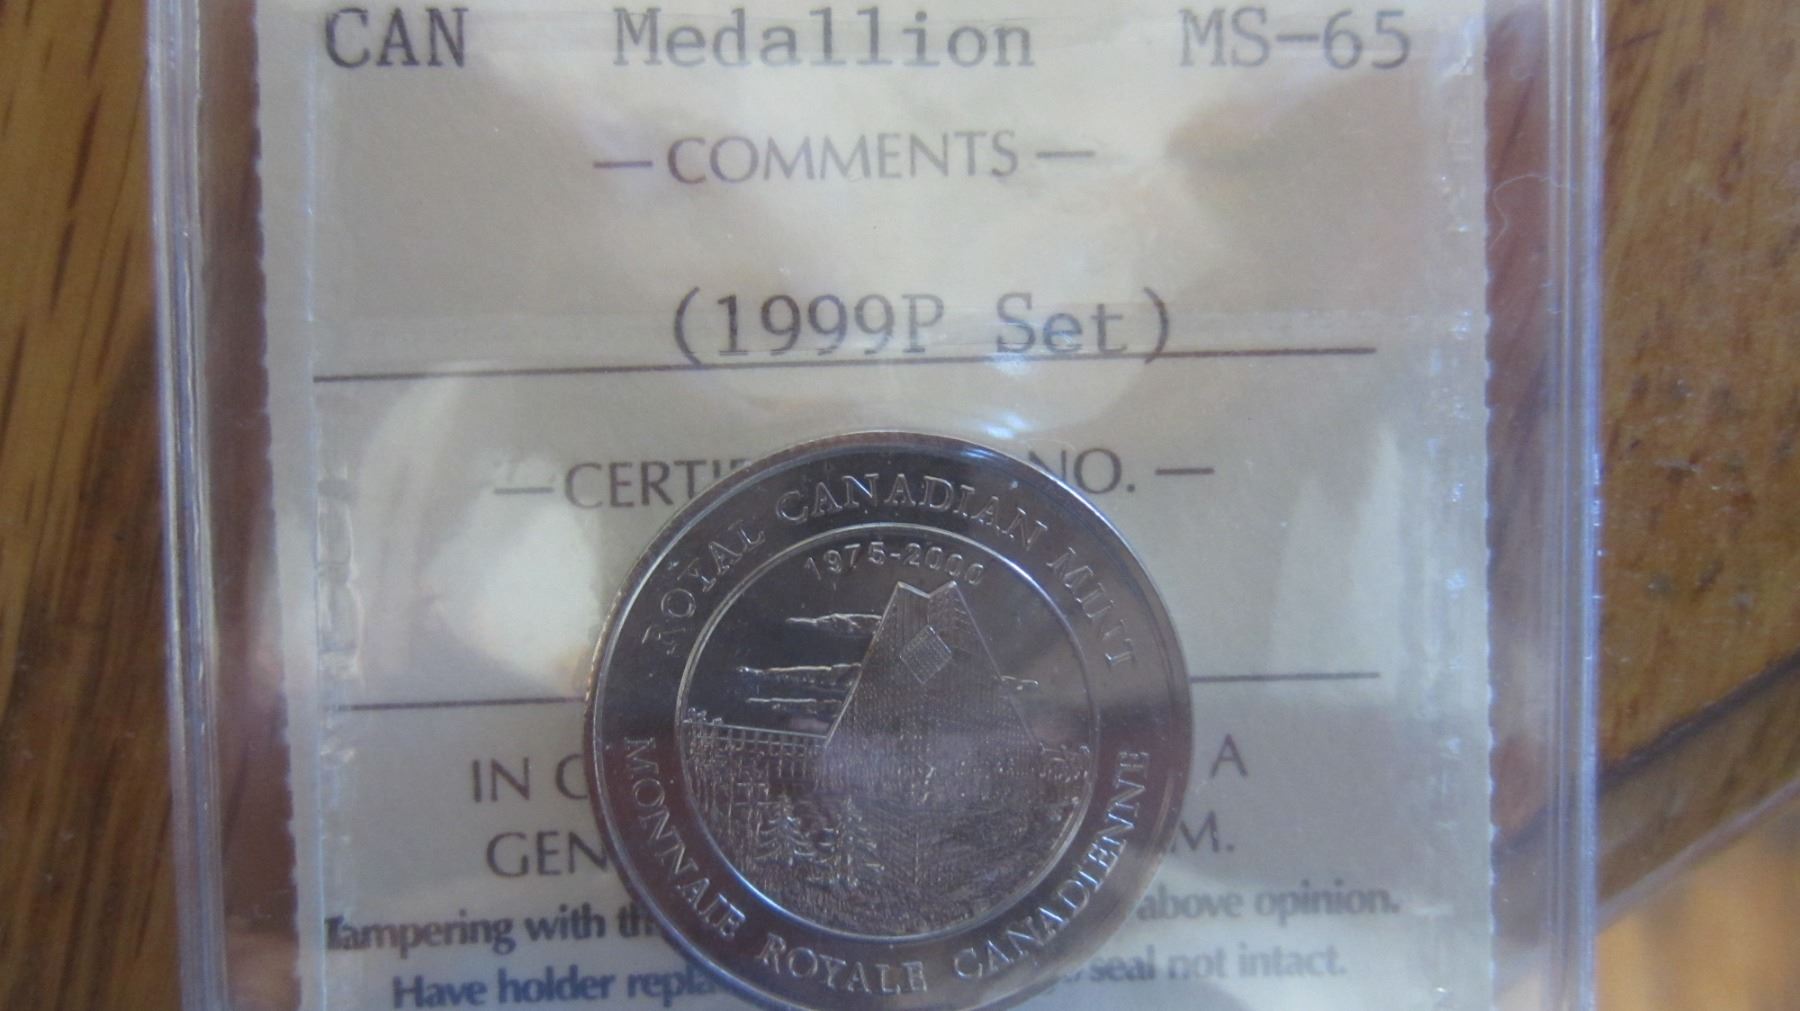 CAN Medallion MS-65
— COMMENTS —
(1999P Set)
— CERTI NO. —
ROYAL CANADIAN MINT
1975-2000
MONNAIE ROYALE CANADIENNE
IN C A
GEN M.
Tampering with th above opinion.
Have holder repla seal not intact.